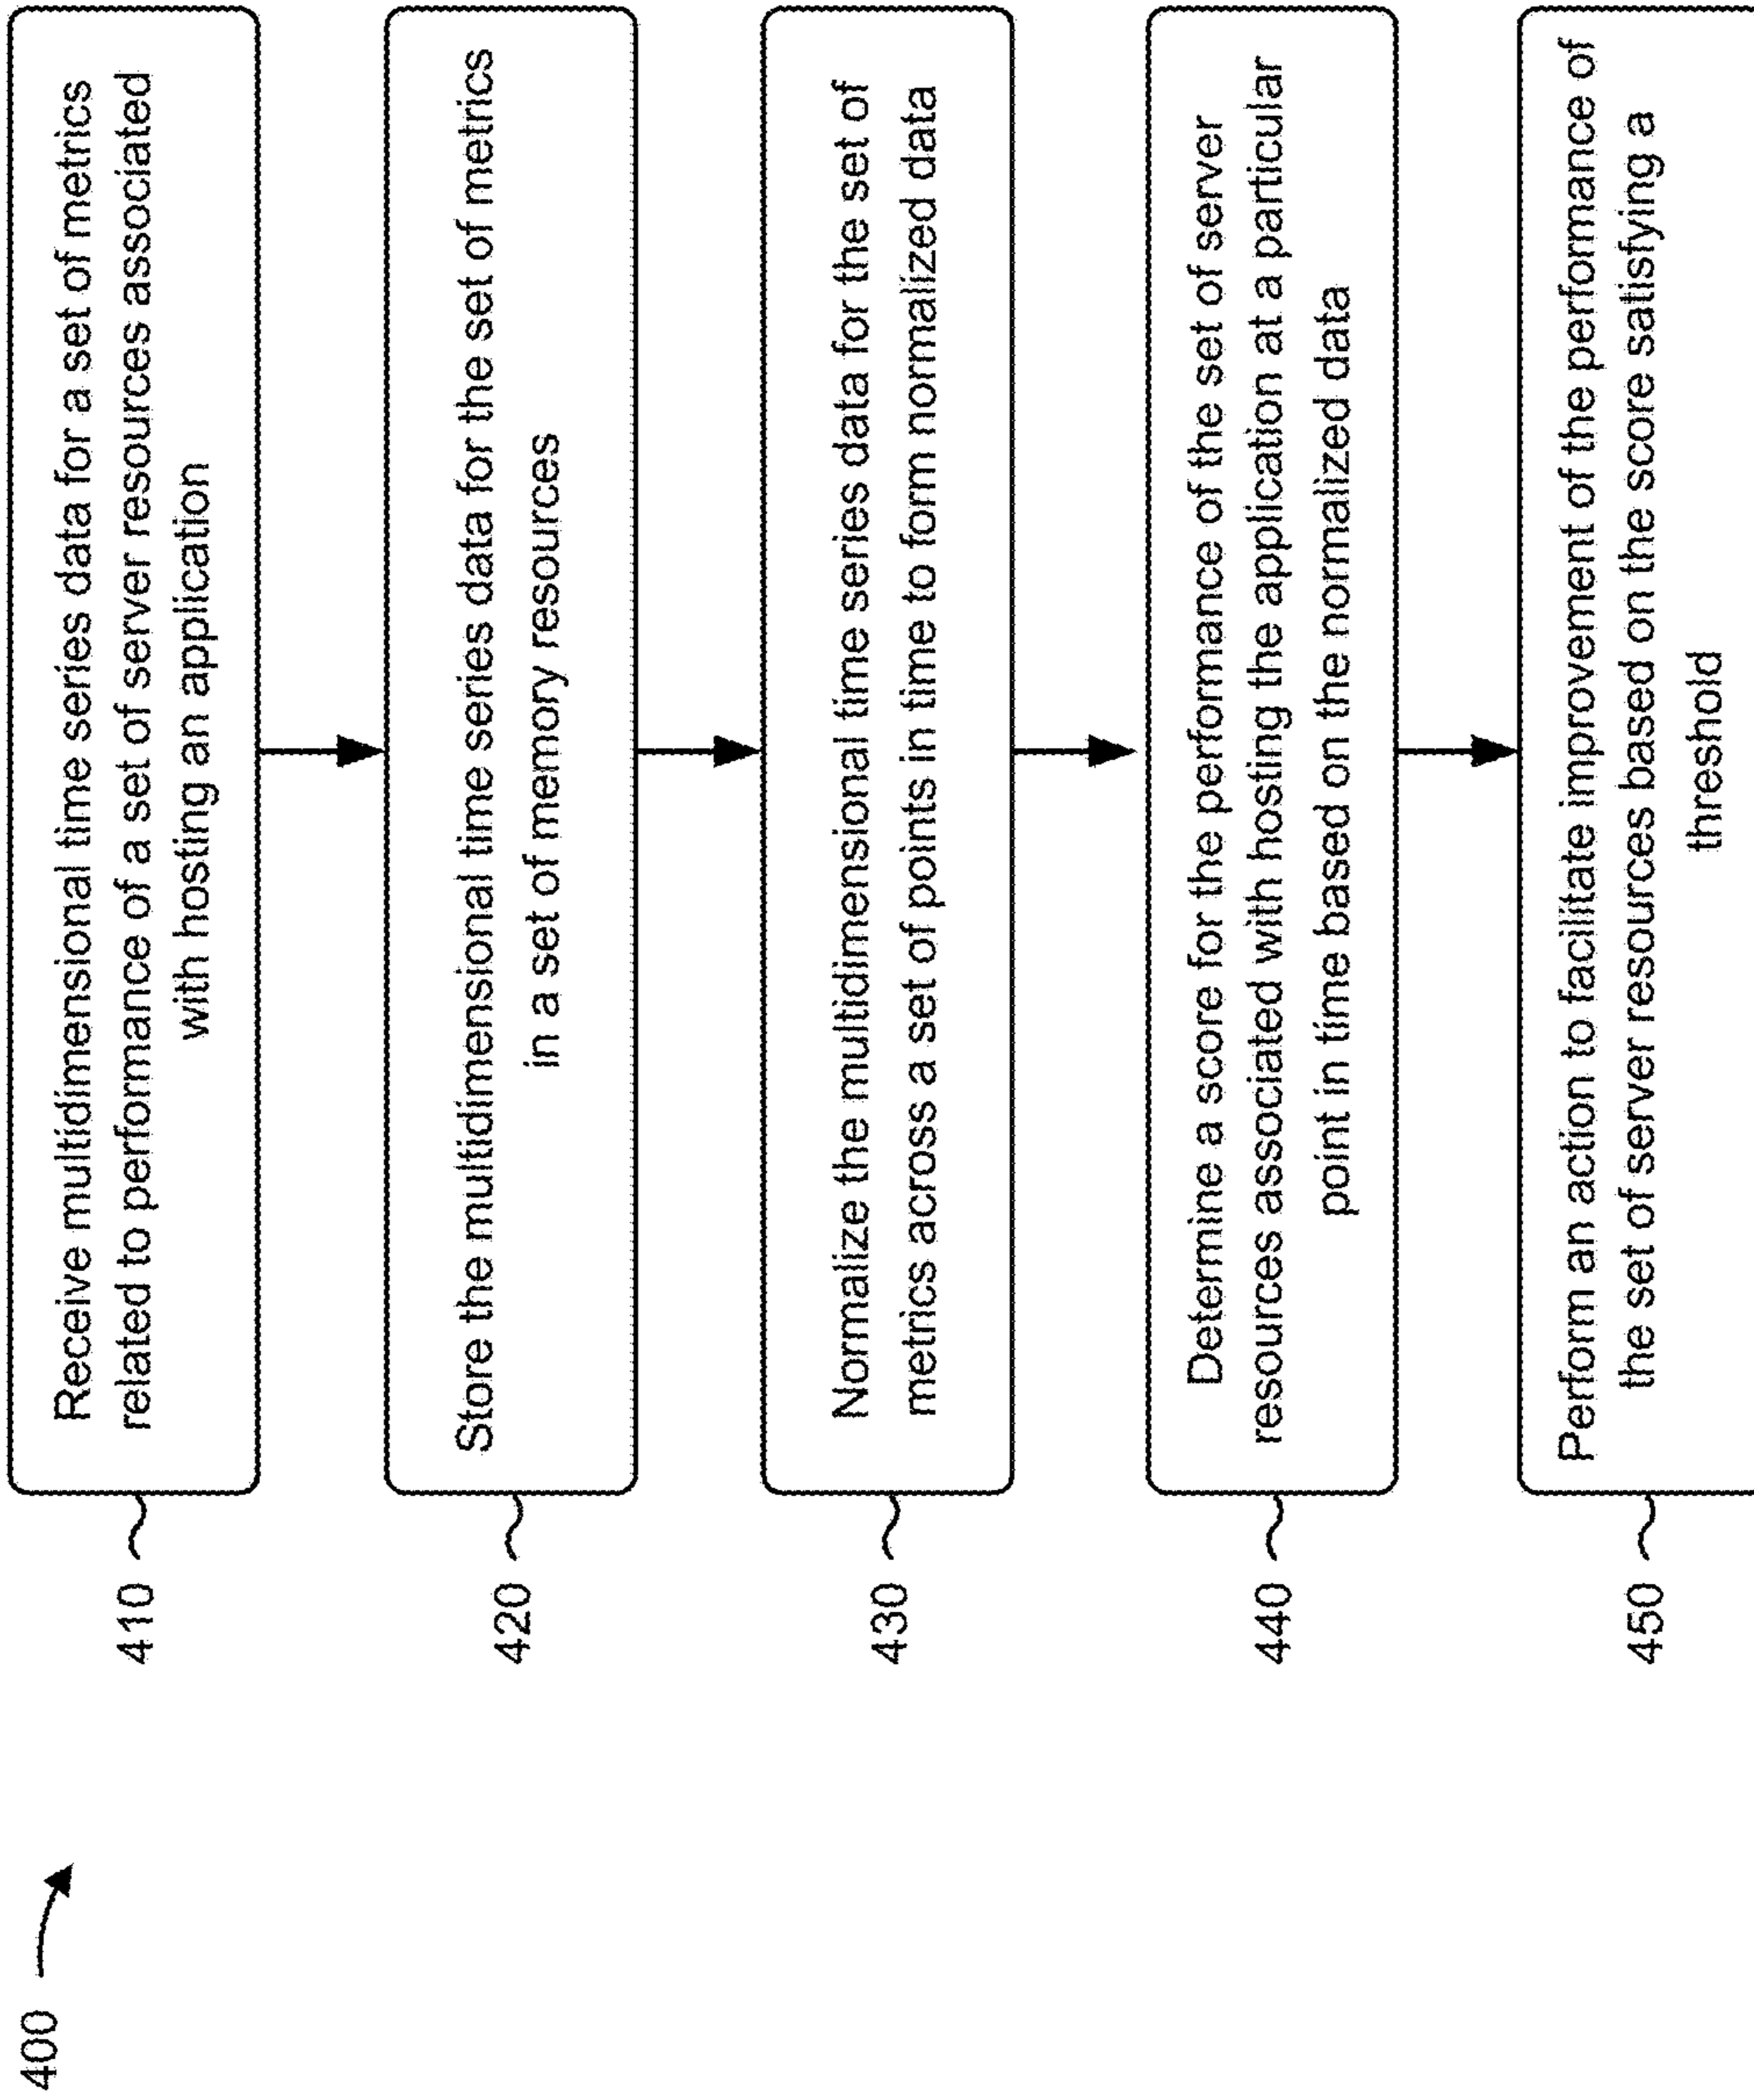 400
410
Receive multidimensional time series data for a set of metrics
related to performance of a set of server resources associated
with hosting an application
420
Store the multidimensional time series data for the set of metrics
in a set of memory resources
430
Normalize the multidimensional time series data for the set of
metrics across a set of points in time to form normalized data
440
Determine a score for the performance of the set of server
resources associated with hosting the application at a particular
point in time based on the normalized data
450
Perform an action to facilitate improvement of the performance of
the set of server resources based on the score satisfying a
threshold